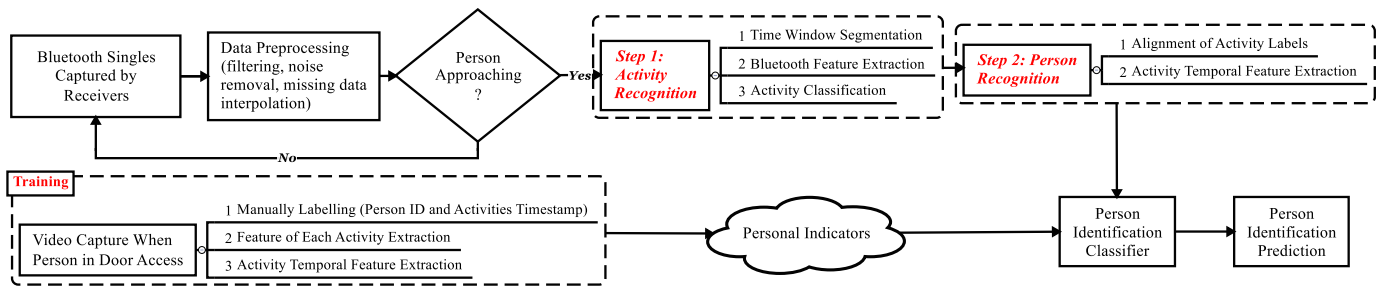 Bluetooth Singles
Captured by
Receivers
Data Preprocessing
(filtering, noise
removal, missing data
interpolation)
Person
Approaching
?
Yes
No
Step 1:
Activity
Recognition
1 Time Window Segmentation
2 Bluetooth Feature Extraction
3 Activity Classification
Step 2: Person
Recognition
1 Alignment of Activity Labels
2 Activity Temporal Feature Extraction
Training
Video Capture When
Person in Door Access
1 Manually Labelling (Person ID and Activities Timestamp)
2 Feature of Each Activity Extraction
3 Activity Temporal Feature Extraction
Personal Indicators
Person
Identification
Classifier
Person
Identification
Prediction